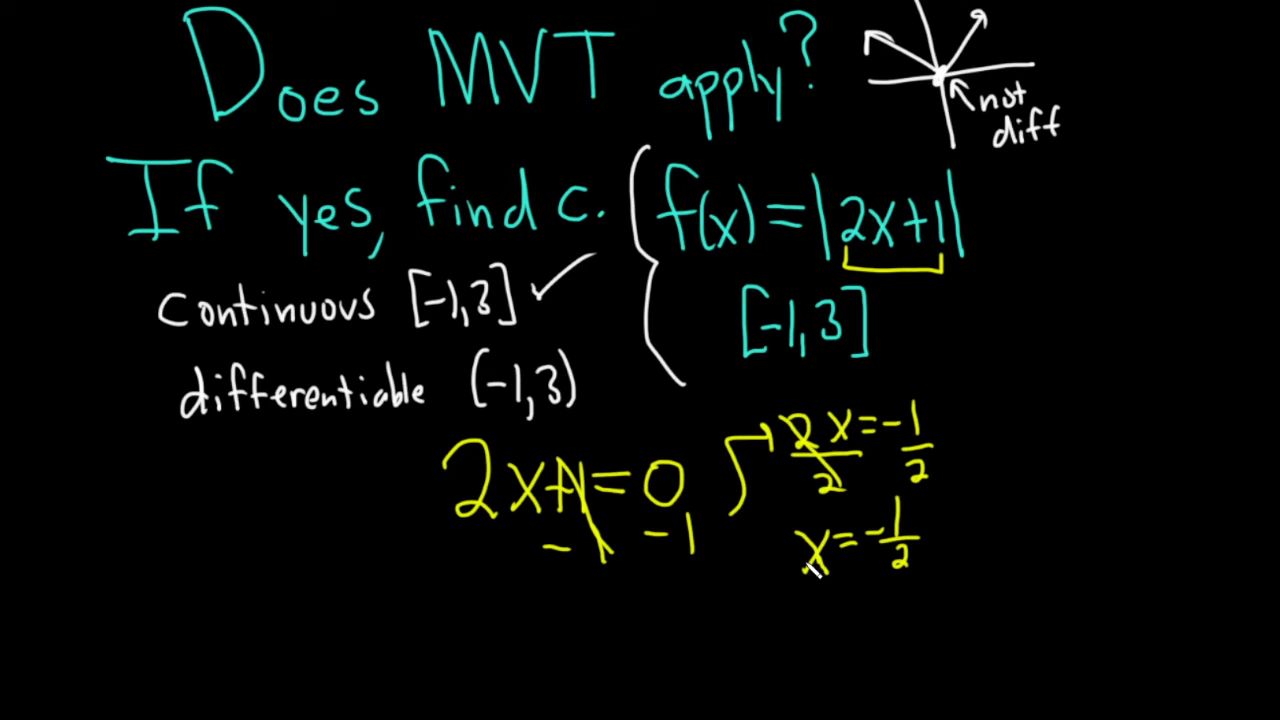 Does MVT apply?
not
diff
If yes, find c.
f(x) = |2x+1|
continuous [-1,3] ✓
[-1,3]
differentiable (-1,3)
2x+1=0
-1 -1
2x/2 = -1/2
x = -1/2